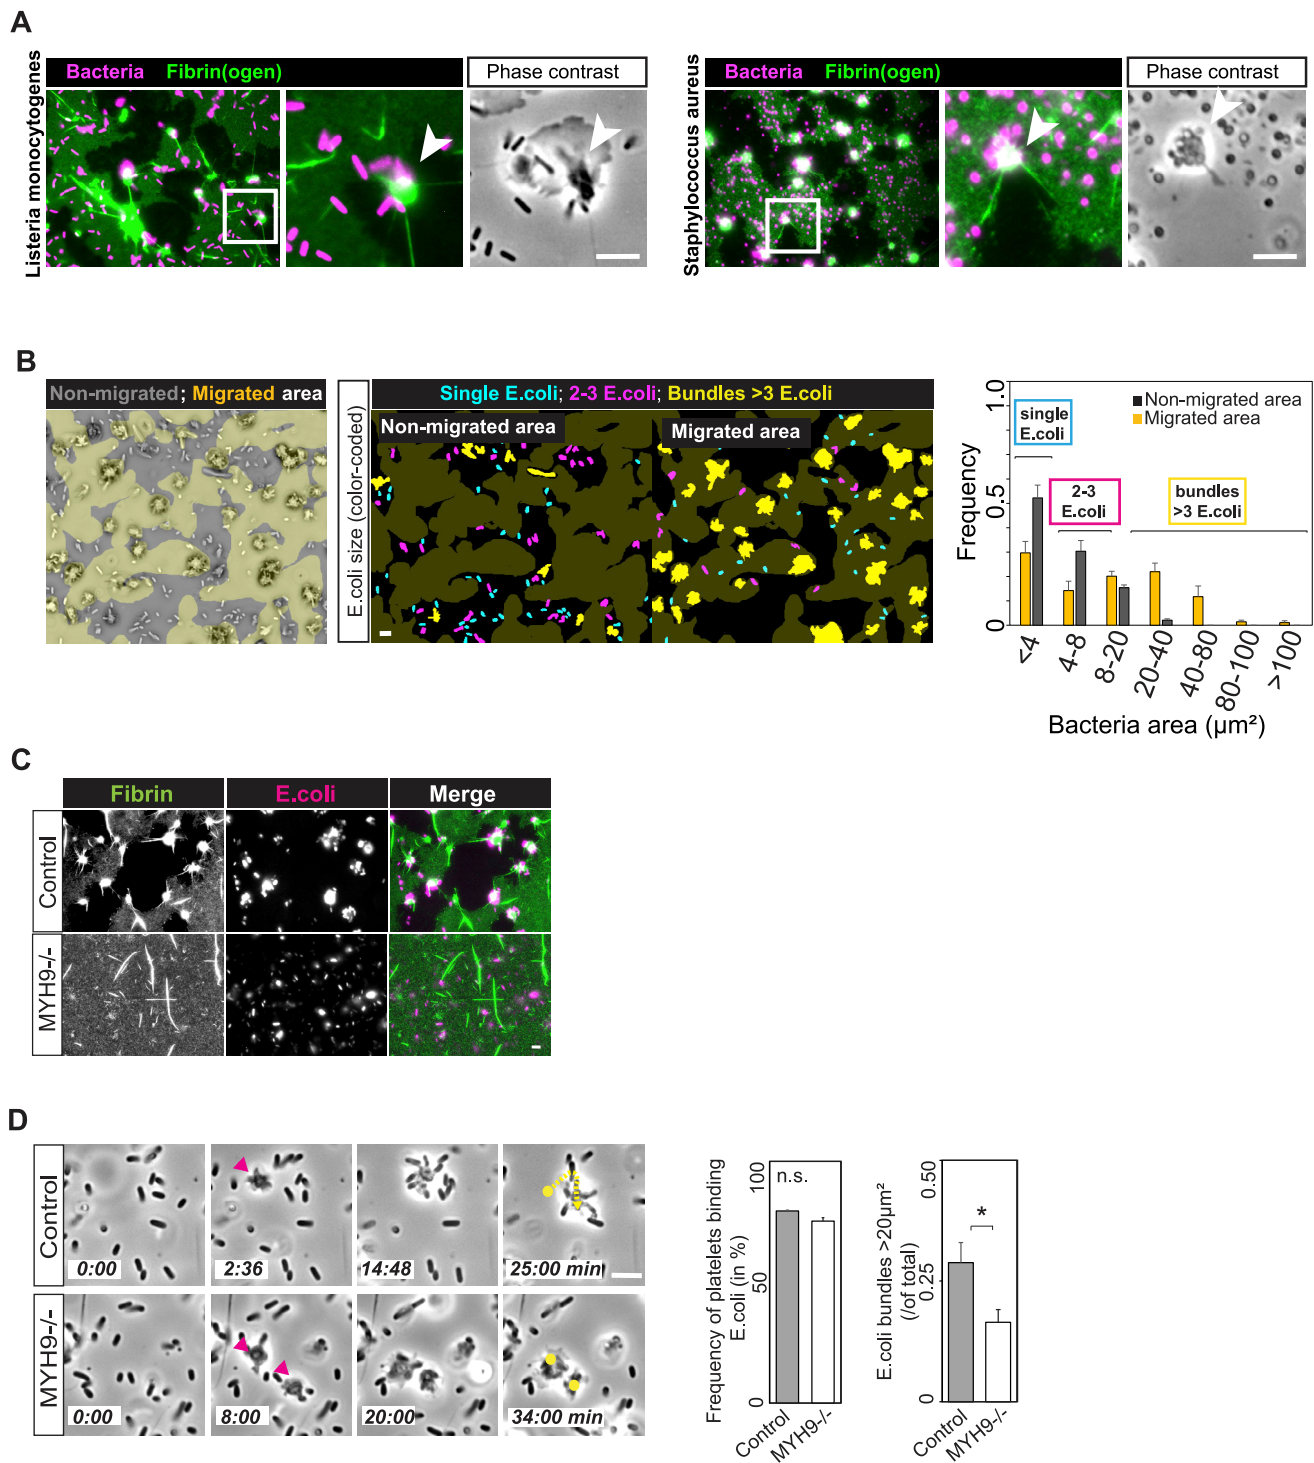 A
Listeria monocytogenes
Bacteria Fibrin(ogen)
Phase contrast
Staphylococcus aureus
Bacteria Fibrin(ogen)
Phase contrast
B
Non-migrated; Migrated area
E.coli size (color-coded)
Single E.coli; 2-3 E.coli; Bundles >3 E.coli
Non-migrated area
Migrated area
Frequency
1.0
0.5
0
Non-migrated area
Migrated area
single
E.coli
2-3
E.coli
bundles
>3 E.coli
<4
4-8
8-20
20-40
40-80
80-100
>100
Bacteria area (µm²)
C
Fibrin
E.coli
Merge
Control
MYH9-/-
D
Control
0:00
2:36
14:48
25:00 min
MYH9-/-
0:00
8:00
20:00
34:00 min
Frequency of platelets binding
E.coli (in %)
100
50
0
n.s.
Control
MYH9-/-
E.coli bundles >20µm²
(/of total)
0.50
0.25
0
*
Control
MYH9-/-